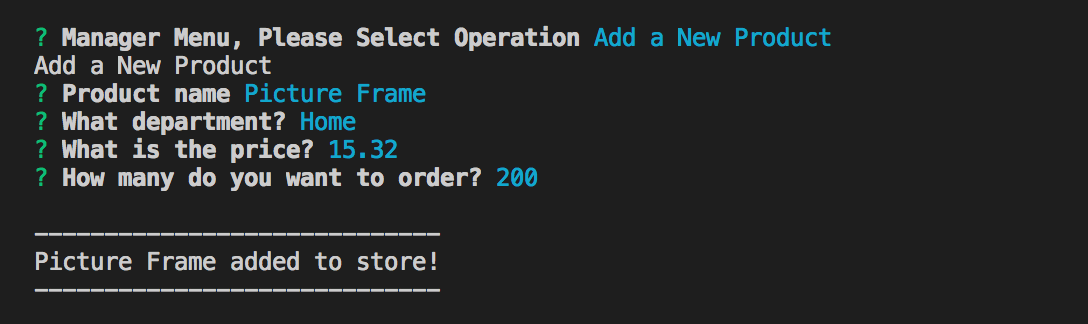 ? Manager Menu, Please Select Operation Add a New Product
Add a New Product
? Product name Picture Frame
? What department? Home
? What is the price? 15.32
? How many do you want to order? 200
-----------------------------
Picture Frame added to store!
-----------------------------